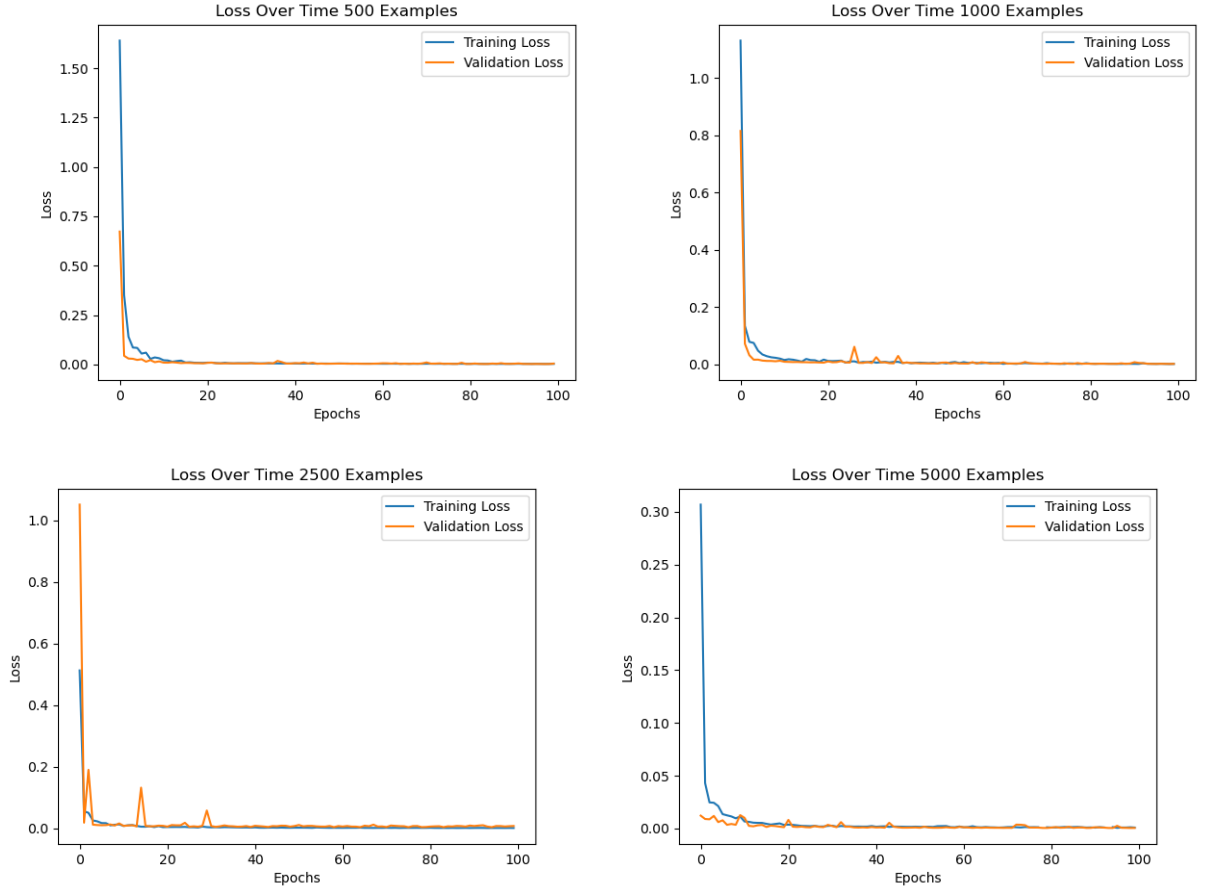 Loss Over Time 500 Examples
Training Loss
Validation Loss
1.50
1.25
1.00
0.75
0.50
0.25
0.00
Loss
0 20 40 60 80 100
Epochs
Loss Over Time 1000 Examples
Training Loss
Validation Loss
1.0
0.8
0.6
0.4
0.2
0.0
Loss
0 20 40 60 80 100
Epochs
Loss Over Time 2500 Examples
Training Loss
Validation Loss
1.0
0.8
0.6
0.4
0.2
0.0
Loss
0 20 40 60 80 100
Epochs
Loss Over Time 5000 Examples
Training Loss
Validation Loss
0.30
0.25
0.20
0.15
0.10
0.05
0.00
Loss
0 20 40 60 80 100
Epochs